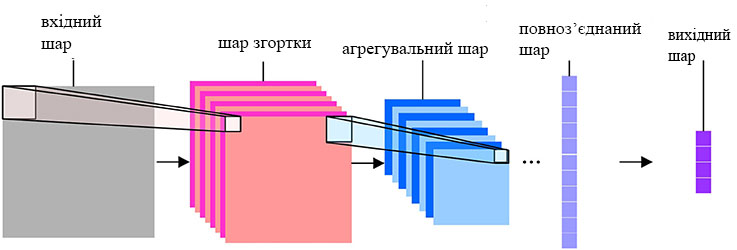 вхідний
шар
шар згортки
агрегувальний шар
повноз’єднаний
шар
вихідний
шар
...